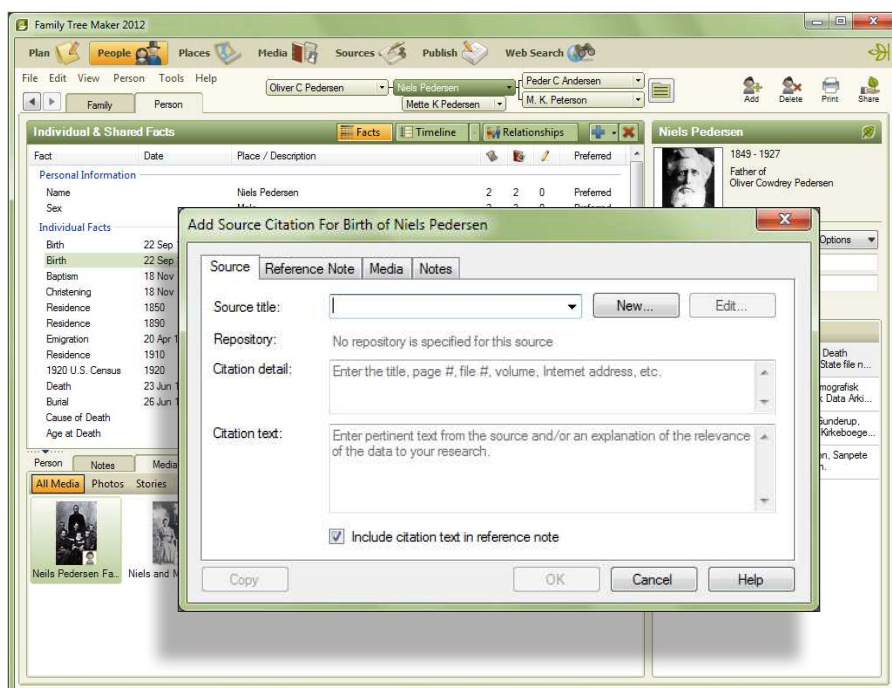 Family Tree Maker 2012
Plan People Places Media Sources Publish Web Search
File Edit View Person Tools Help
Oliver C Pedersen Niels Pedersen Peder C Andersen
Mette K Pedersen M. K. Peterson
Add Delete Print Share
Family Person
Individual & Shared Facts Facts Timeline Relationships Niels Pedersen
Fact Date Place / Description Preferred
1849 - 1927
Father of
Oliver Cowdrey Pedersen
Personal Information
Name Niels Pedersen 2 2 0 Preferred
Sex
Individual Facts
Birth 22 Sep
Birth 22 Sep
Baptism 18 Nov
Christening 18 Nov
Residence 1850
Residence 1890
Emigration 20 Apr 1
Residence 1910
1920 U.S. Census 1920
Death 23 Jun 1
Burial 26 Jun 1
Cause of Death
Age at Death
Options
Death
State file n...
mografisk
k Data Arki...
Gunderup,
Kirkeboege...
on, Sanpete
n.
Add Source Citation For Birth of Niels Pedersen
Source Reference Note Media Notes
Source title: New... Edit...
Repository: No repository is specified for this source
Citation detail: Enter the title, page #, file #, volume, Internet address, etc.
Citation text: Enter pertinent text from the source and/or an explanation of the relevance
of the data to your research.
Include citation text in reference note
Copy OK Cancel Help
Person Notes Media
All Media Photos Stories
Neils Pedersen Fa... Niels and M